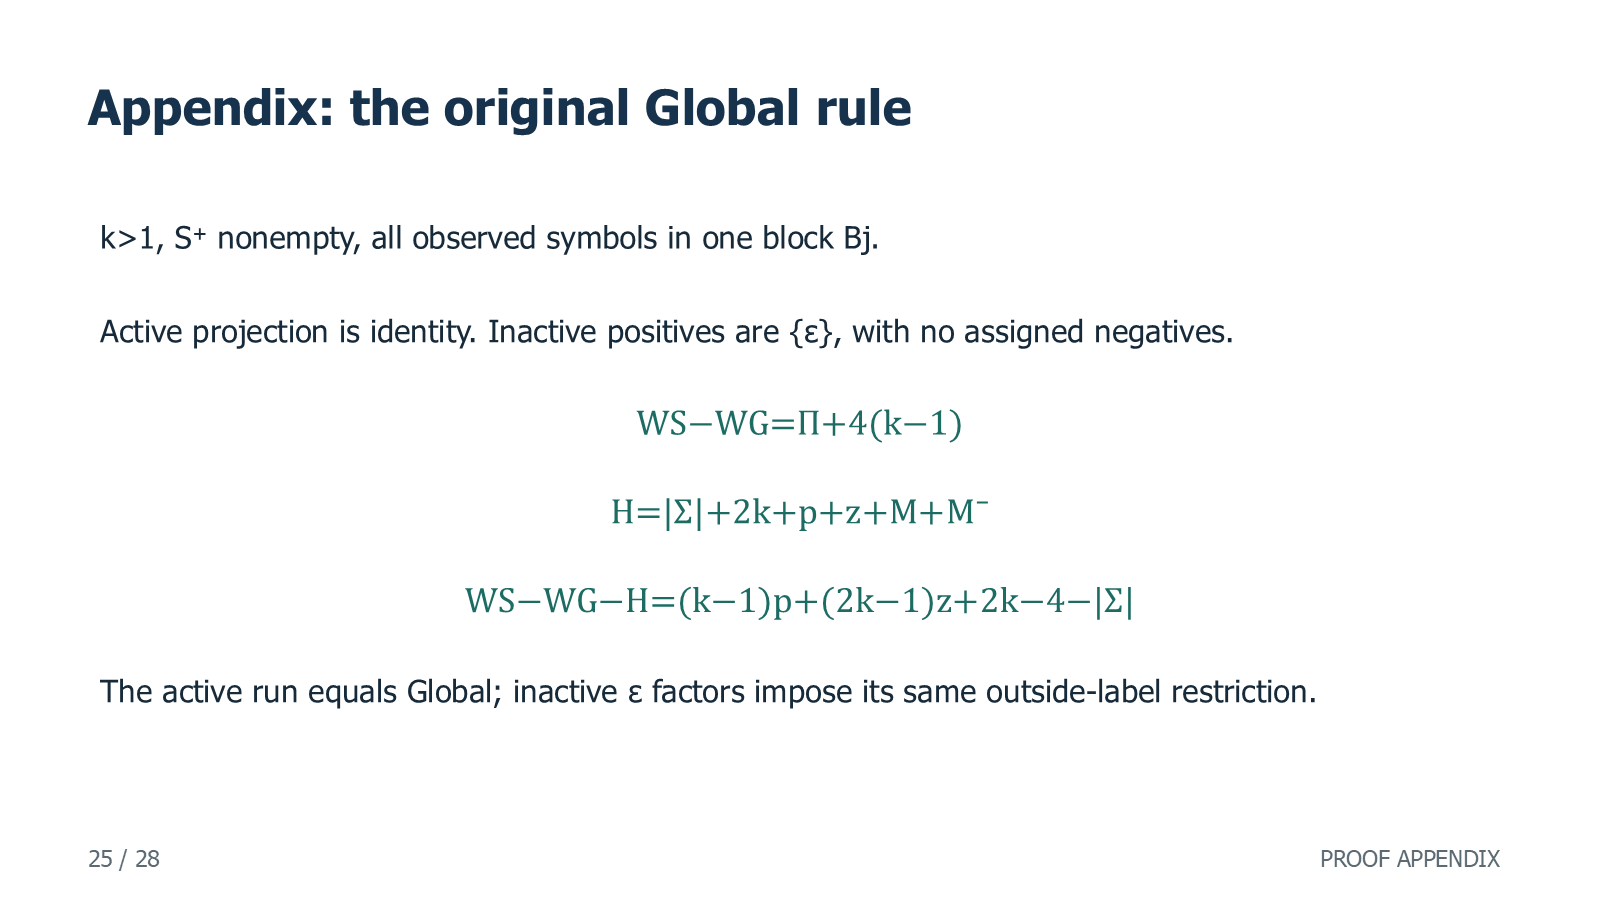 Appendix: the original Global rule
k>1, S⁺ nonempty, all observed symbols in one block Bj.
Active projection is identity. Inactive positives are {ε}, with no assigned negatives.
WS−WG=Π+4(k−1)
H=|Σ|+2k+p+z+M+M⁻
WS−WG−H=(k−1)p+(2k−1)z+2k−4−|Σ|
The active run equals Global; inactive ε factors impose its same outside-label restriction.
25 / 28
PROOF APPENDIX